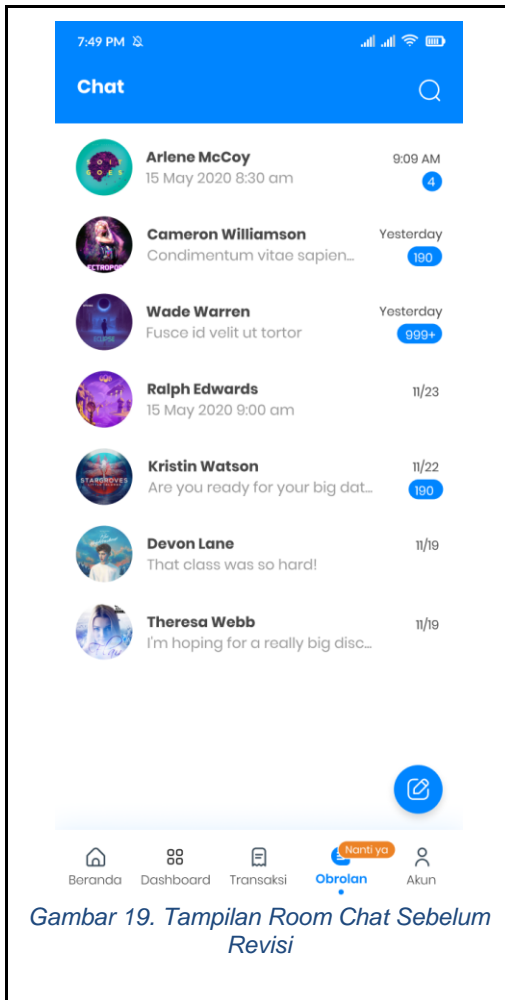 7:49 PM
Chat
Arlene McCoy
9:09 AM
15 May 2020 8:30 am
4
Cameron Williamson
Yesterday
Condimentum vitae sapien...
190
Wade Warren
Yesterday
Fusce id velit ut tortor
999+
Ralph Edwards
11/23
15 May 2020 9:00 am
STARGROVES
Kristin Watson
11/22
Are you ready for your big dat...
190
Devon Lane
11/19
That class was so hard!
Theresa Webb
11/19
I'm hoping for a really big disc...
Nanti ya
Beranda Dashboard Transaksi Obrolan Akun
Gambar 19. Tampilan Room Chat Sebelum
Revisi